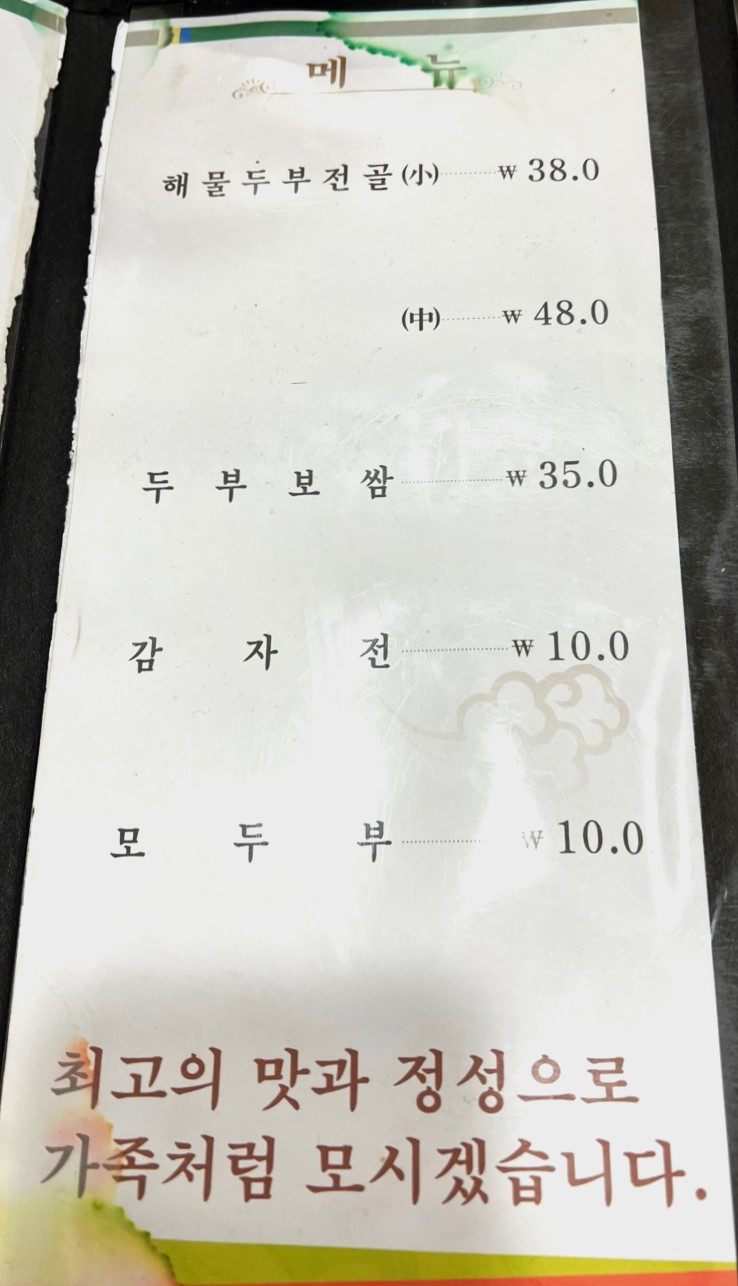 메 뉴
해물두부전골(小) ₩ 38.0
(中) ₩ 48.0
두부보쌈 ₩ 35.0
감자전 ₩ 10.0
모두부 ₩ 10.0
최고의 맛과 정성으로
가족처럼 모시겠습니다.